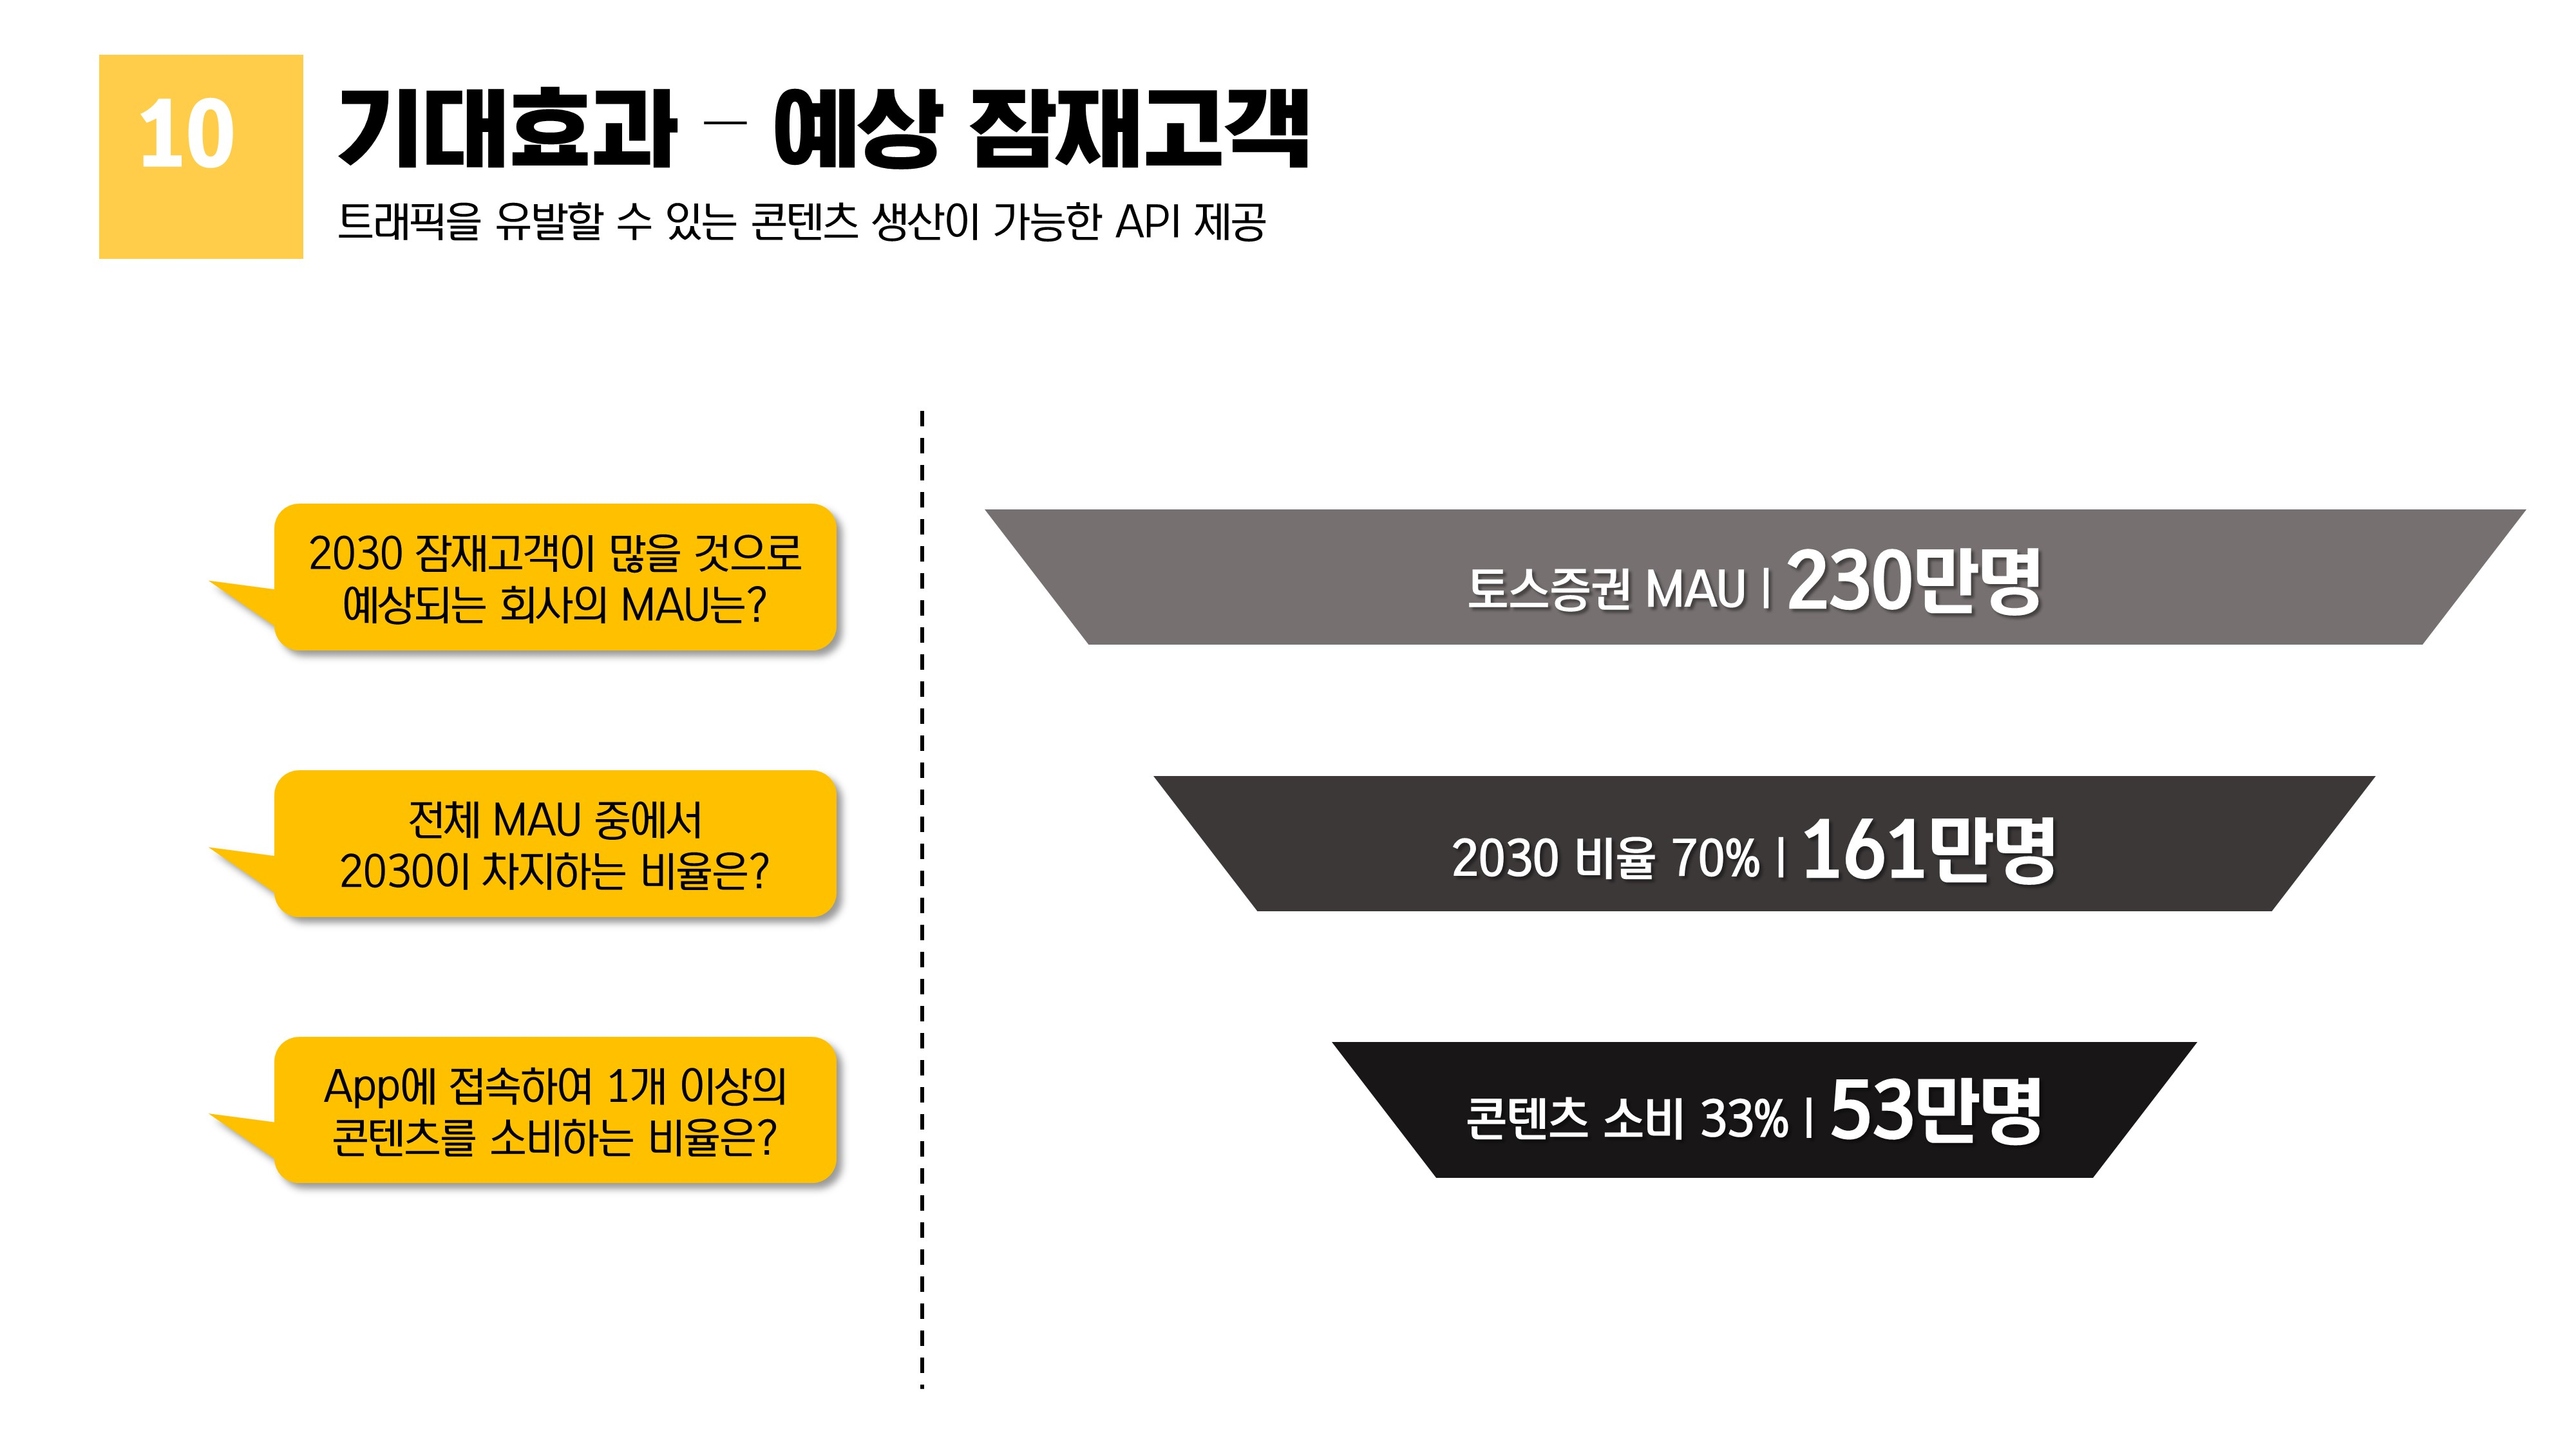 10
기대효과 – 예상 잠재고객
트래픽을 유발할 수 있는 콘텐츠 생산이 가능한 API 제공
2030 잠재고객이 많을 것으로
예상되는 회사의 MAU는?
토스증권 MAU | 230만명
전체 MAU 중에서
2030이 차지하는 비율은?
2030 비율 70% | 161만명
App에 접속하여 1개 이상의
콘텐츠를 소비하는 비율은?
콘텐츠 소비 33% | 53만명